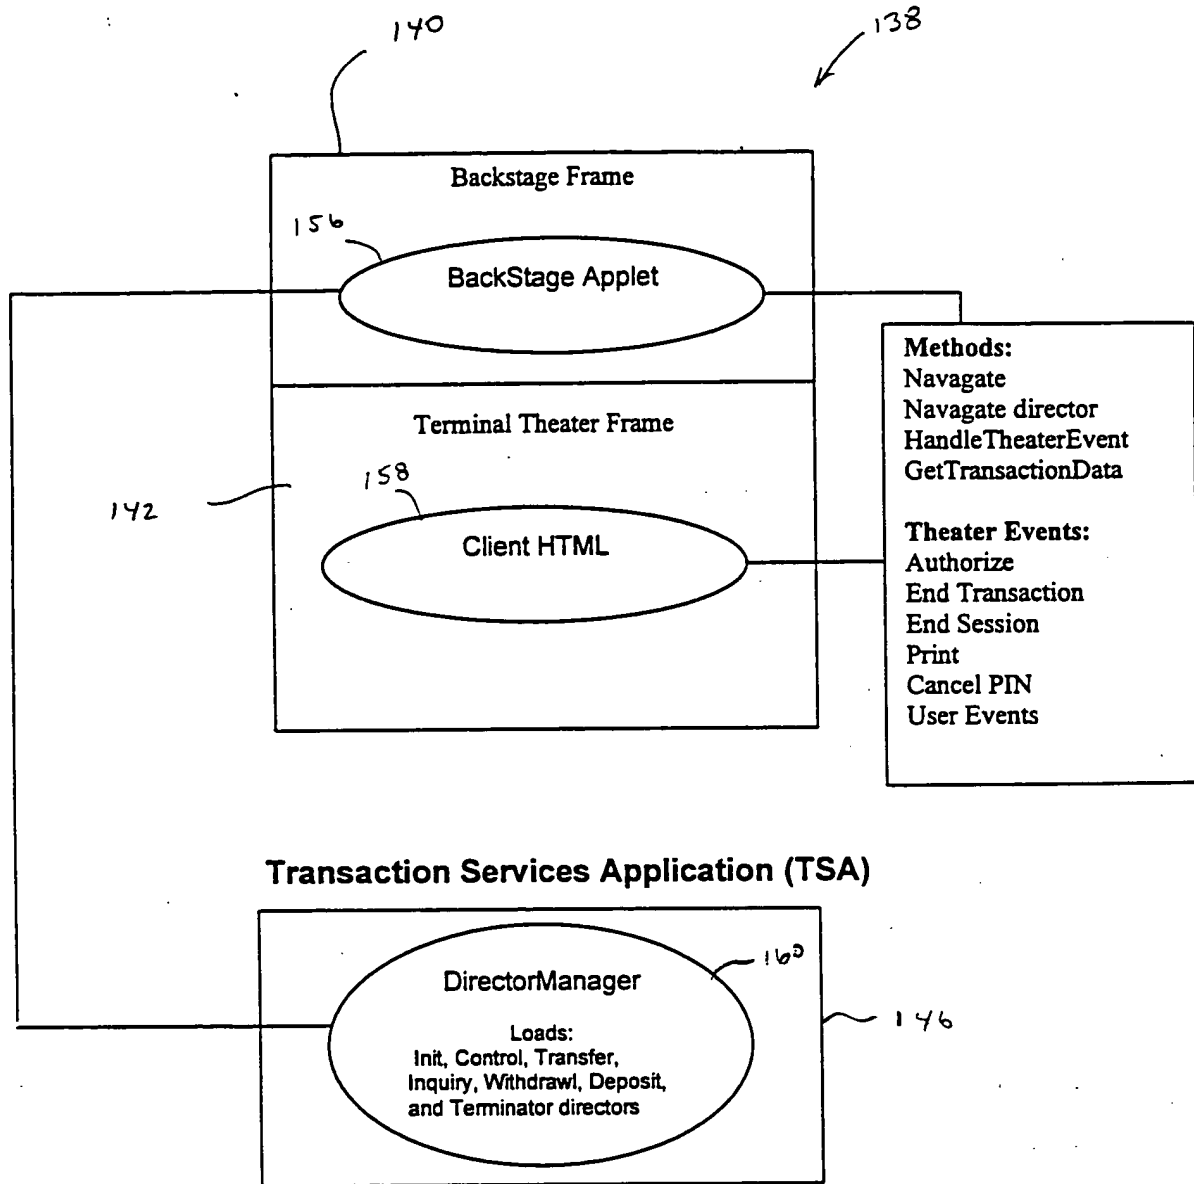 140
138
Backstage Frame
156
BackStage Applet
Methods:
Navagate
Navagate director
HandleTheaterEvent
GetTransactionData
Theater Events:
Authorize
End Transaction
End Session
Print
Cancel PIN
User Events
Terminal Theater Frame
158
142
Client HTML
Transaction Services Application (TSA)
160
DirectorManager
146
Loads:
Init, Control, Transfer,
Inquiry, Withdrawl, Deposit,
and Terminator directors